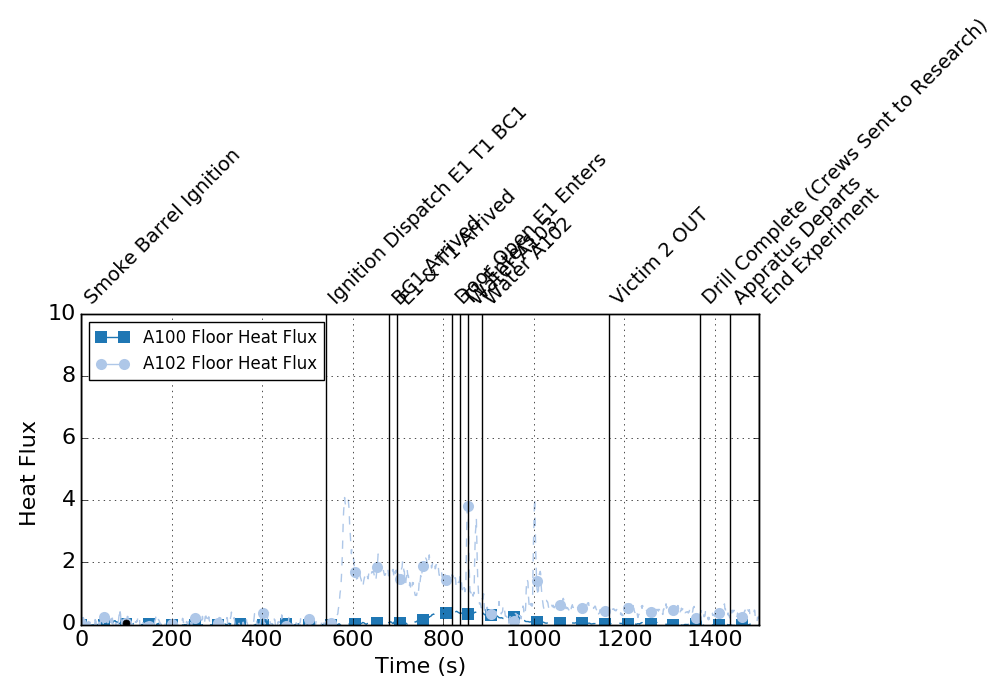 Smoke Barrel Ignition
Ignition Dispatch E1 T1 BC1
BC1 Arrived
E1 & T1 Arrived
Door Open E1 Enters
Water A103
Water A102
Victim 2 OUT
Drill Complete (Crews Sent to Research)
Appratus Departs
End Experiment
10
8
6
4
2
0
Heat Flux
A100 Floor Heat Flux
A102 Floor Heat Flux
0 200 400 600 800 1000 1200 1400
Time (s)